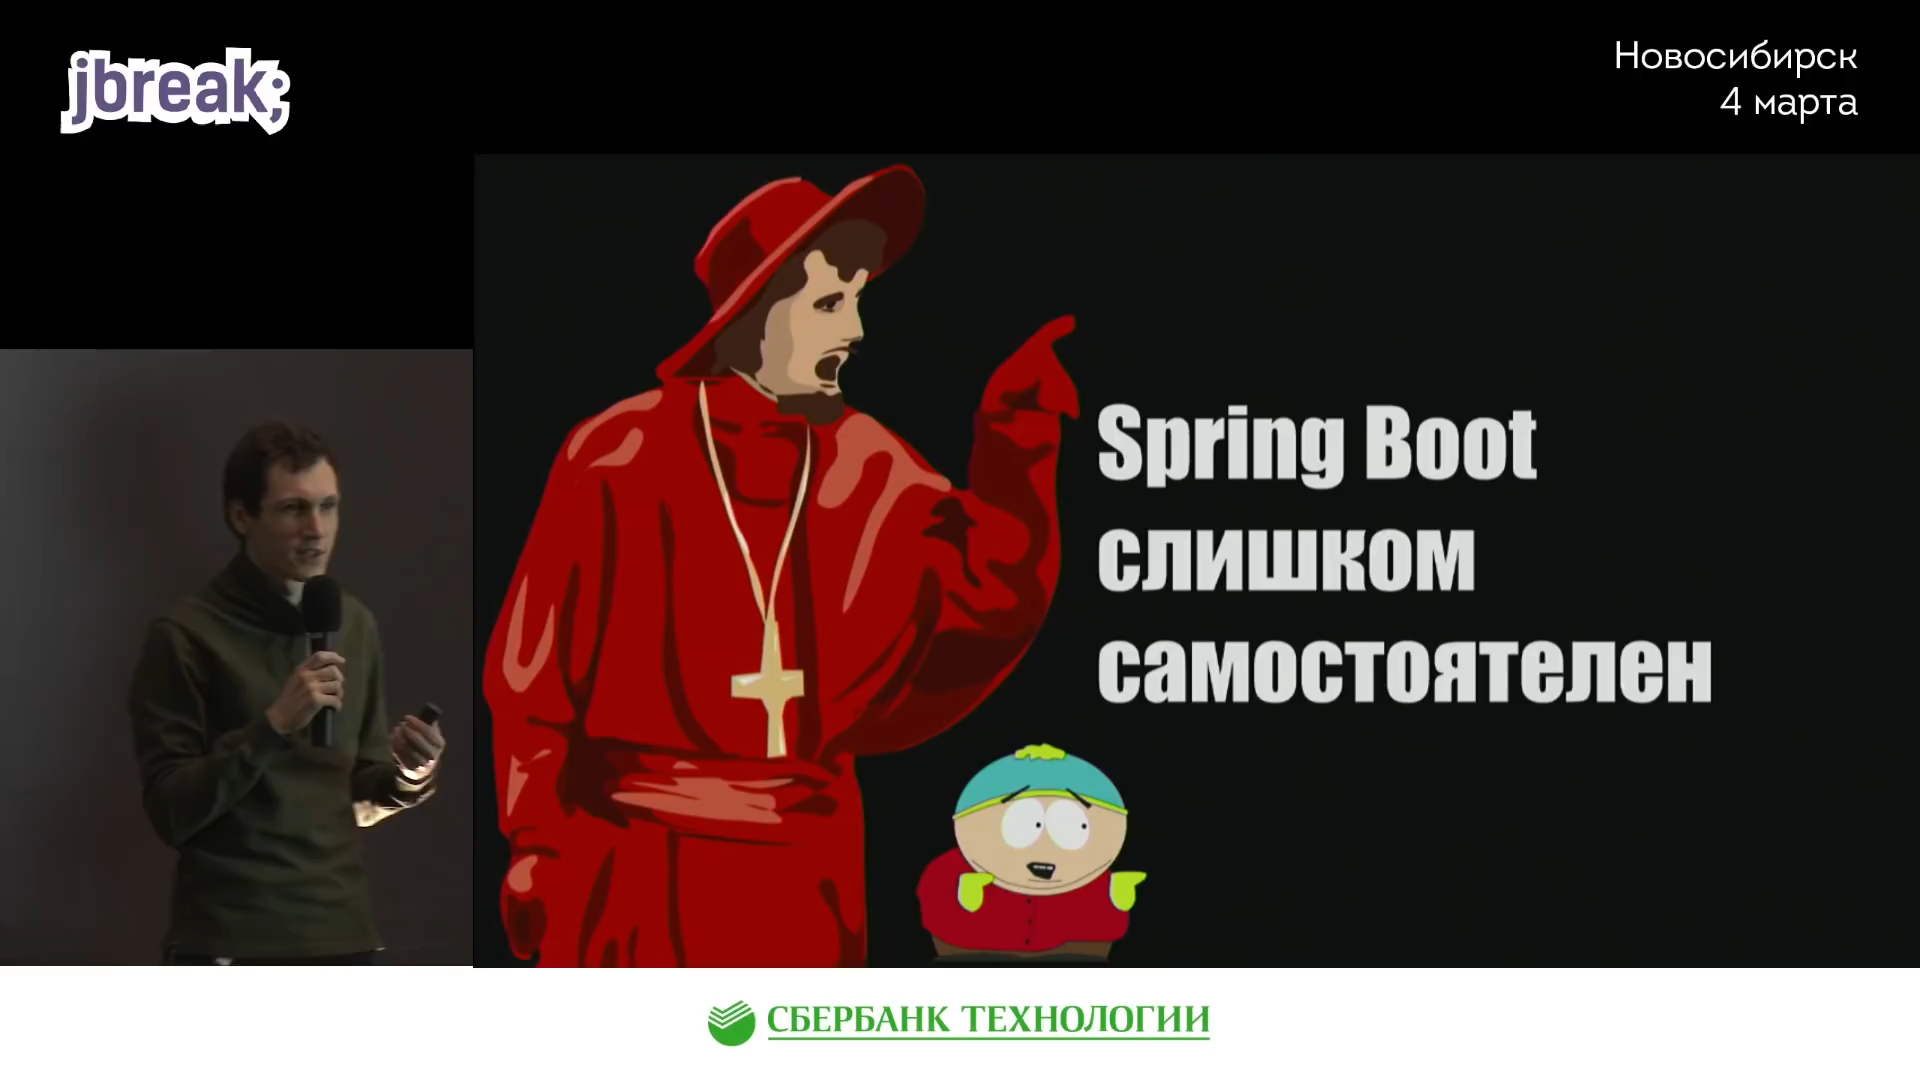 jbreak;
Новосибирск
4 марта
Spring Boot
слишком
самостоятелен
СБЕРБАНК ТЕХНОЛОГИИ